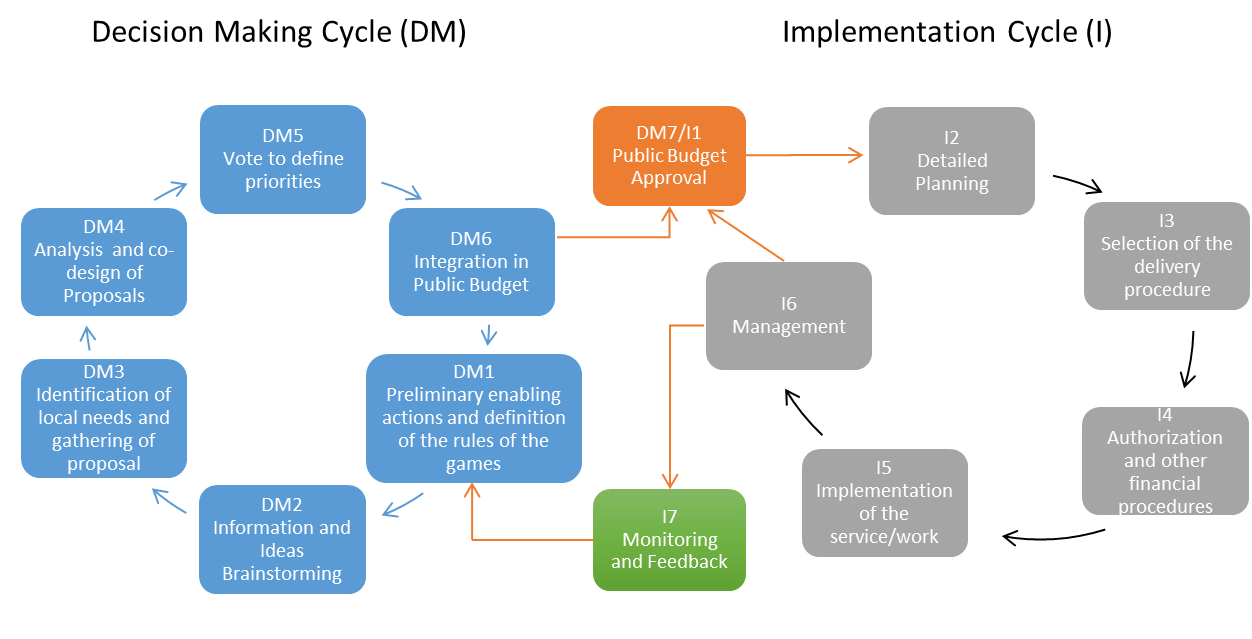 Decision Making Cycle (DM)
Implementation Cycle (I)
DM5
Vote to define
priorities
DM4
Analysis and co-
design of
Proposals
DM6
Integration in
Public Budget
DM3
Identification of
local needs and
gathering of
proposal
DM1
Preliminary enabling
actions and definition
of the rules of the
games
DM2
Information and
Ideas
Brainstorming
DM7/I1
Public Budget
Approval
I2
Detailed
Planning
I3
Selection of the
delivery
procedure
I6
Management
I4
Authorization
and other
financial
procedures
I5
Implementation
of the
service/work
I7
Monitoring
and Feedback